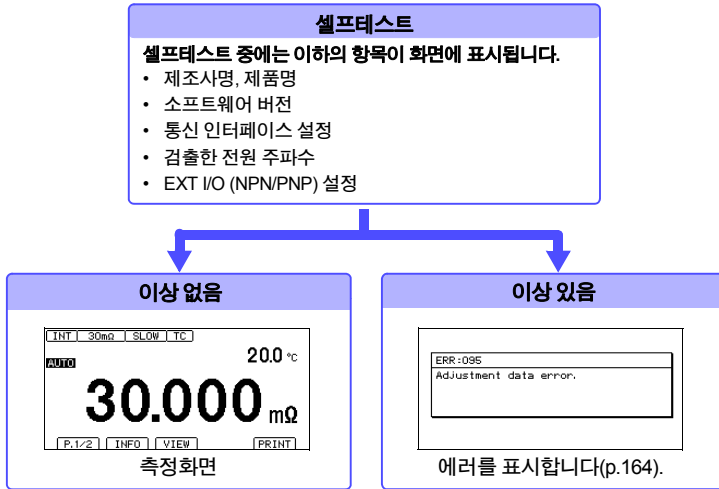 셀프테스트
셀프테스트 중에는 이하의 항목이 화면에 표시됩니다.
• 제조사명, 제품명
• 소프트웨어 버전
• 통신 인터페이스 설정
• 검출한 전원 주파수
• EXT I/O (NPN/PNP) 설정
이상 없음
INT 30mΩ SLOW TC
20.0 °C
AUTO
30.000 mΩ
P.1/2 INFO VIEW PRINT
측정화면
이상 있음
ERR:095
Adjustment data error.
에러를 표시합니다(p.164).